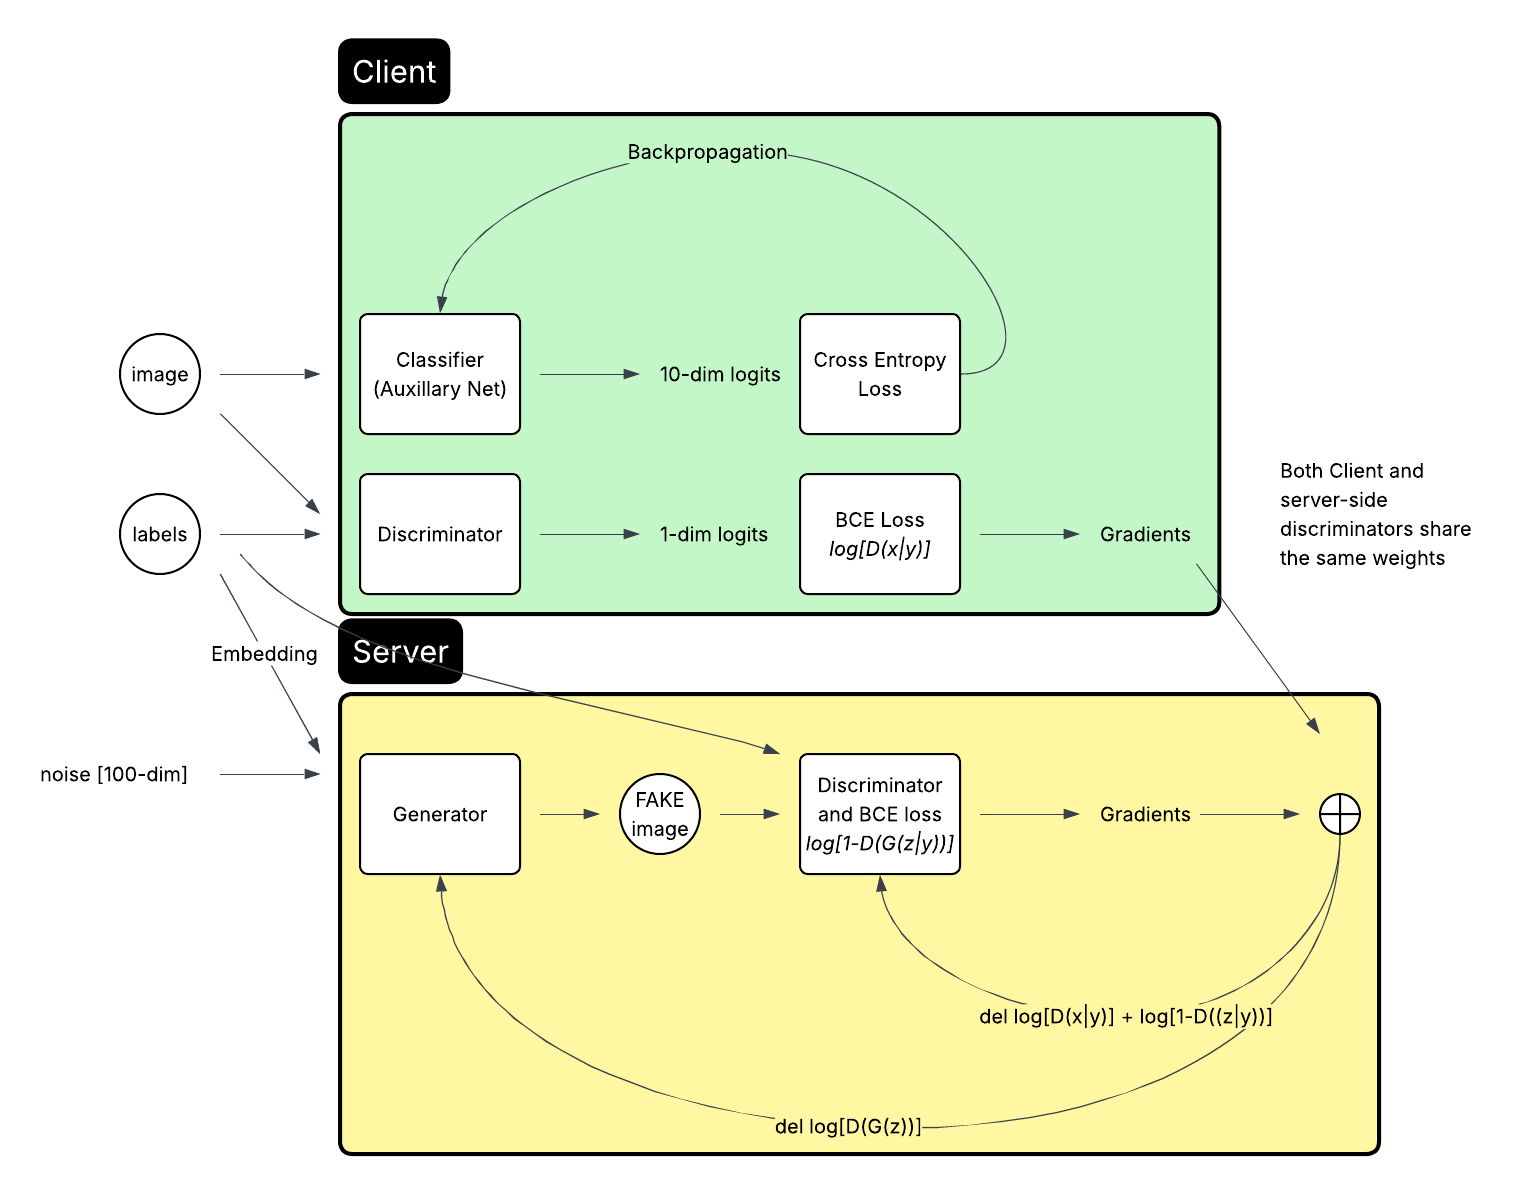 Client
Backpropagation
image
Classifier
(Auxillary Net)
10-dim logits
Cross Entropy
Loss
labels
Discriminator
1-dim logits
BCE Loss
log[D(x|y)]
Gradients
Both Client and
server-side
discriminators share
the same weights
Embedding
Server
noise [100-dim]
Generator
FAKE
image
Discriminator
and BCE loss
log[1-D(G(z|y))]
Gradients
del log[D(x|y)] + log[1-D((z|y))]
del log[D(G(z))]